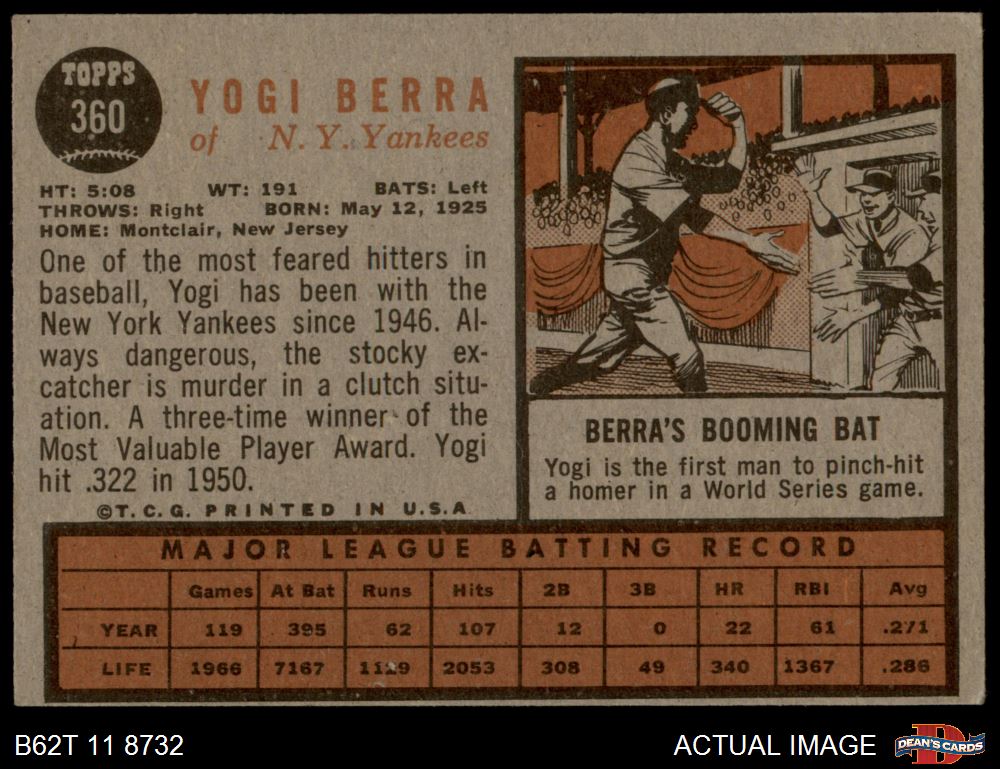 TOPPS
360
YOGI BERRA
of N. Y. Yankees
HT: 5:08 WT: 191 BATS: Left
THROWS: Right BORN: May 12, 1925
HOME: Montclair, New Jersey
One of the most feared hitters in
baseball, Yogi has been with the
New York Yankees since 1946. Al-
ways dangerous, the stocky ex-
catcher is murder in a clutch situ-
ation. A three-time winner of the
Most Valuable Player Award. Yogi
hit .322 in 1950.
©T. C. G. PRINTED IN U.S.A
BERRA'S BOOMING BAT
Yogi is the first man to pinch-hit
a homer in a World Series game.
MAJOR LEAGUE BATTING RECORD
Games At Bat Runs Hits 2B 3B HR RBI Avg
YEAR 119 395 62 107 12 0 22 61 .271
LIFE 1966 7167 1129 2053 308 49 340 1367 .286
B62T 11 8732
ACTUAL IMAGE
D
DEAN'S CARDS